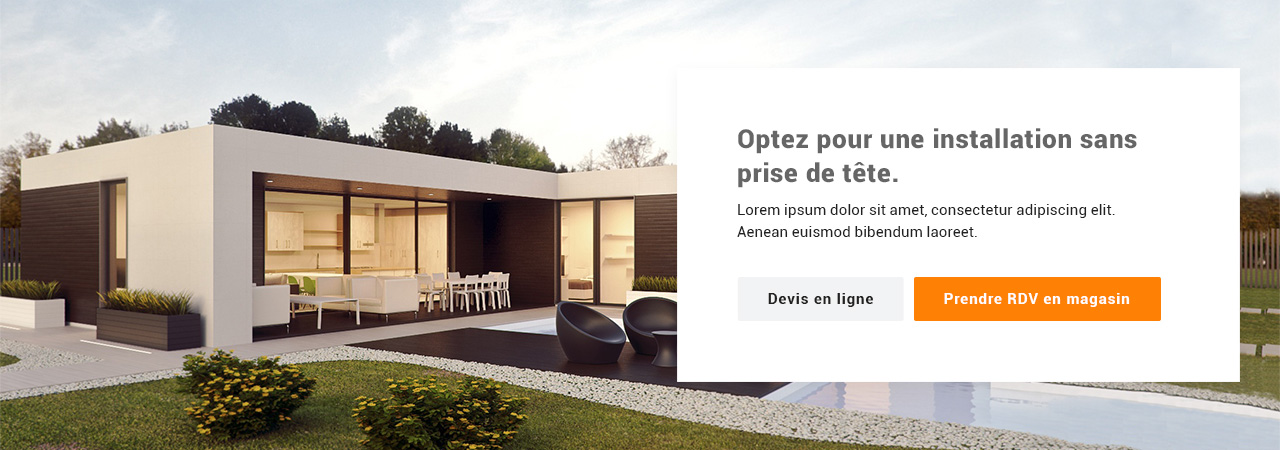 Optez pour une installation sans
prise de tête.
Lorem ipsum dolor sit amet, consectetur adipiscing elit.
Aenean euismod bibendum laoreet.
Devis en ligne
Prendre RDV en magasin